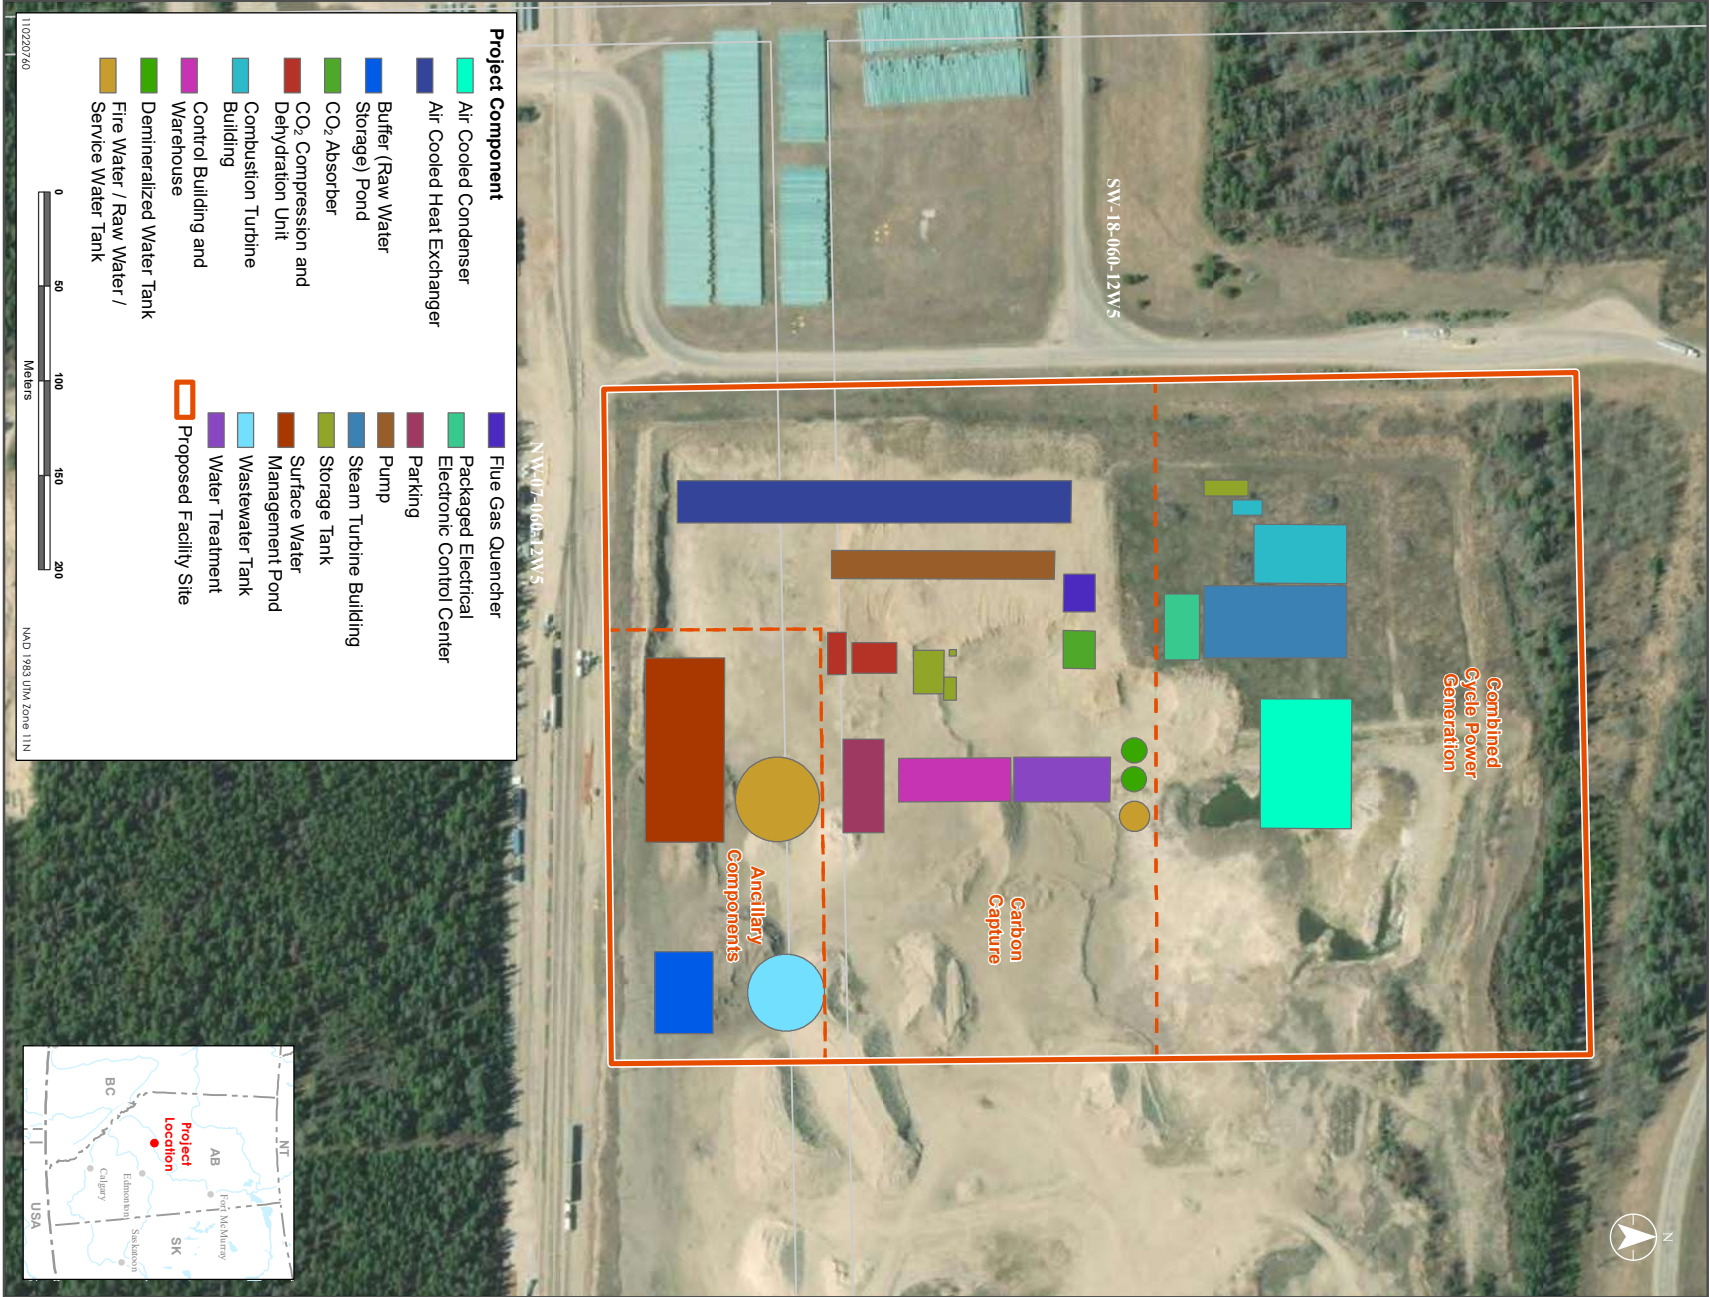 Project Component
Air Cooled Condenser
Air Cooled Heat Exchanger
Buffer (Raw Water
Storage) Pond
CO₂ Absorber
CO₂ Compression and
Dehydration Unit
Combustion Turbine
Building
Control Building and
Warehouse
Demineralized Water Tank
Fire Water / Raw Water /
Service Water Tank
Flue Gas Quencher
Packaged Electrical
Electronic Control Center
Parking
Pump
Steam Turbine Building
Storage Tank
Surface Water
Management Pond
Wastewater Tank
Water Treatment
Proposed Facility Site
0
50
100
150
200
Meters
110220760
NAD 1983 UTM Zone 11N
SW-18-060-12W5
NW-07-060-12W5
Combined
Cycle Power
Generation
Carbon
Capture
Ancillary
Components
N
NT
BC
AB
SK
USA
Fort McMurray
Edmonton
Saskatoon
Calgary
Project
Location